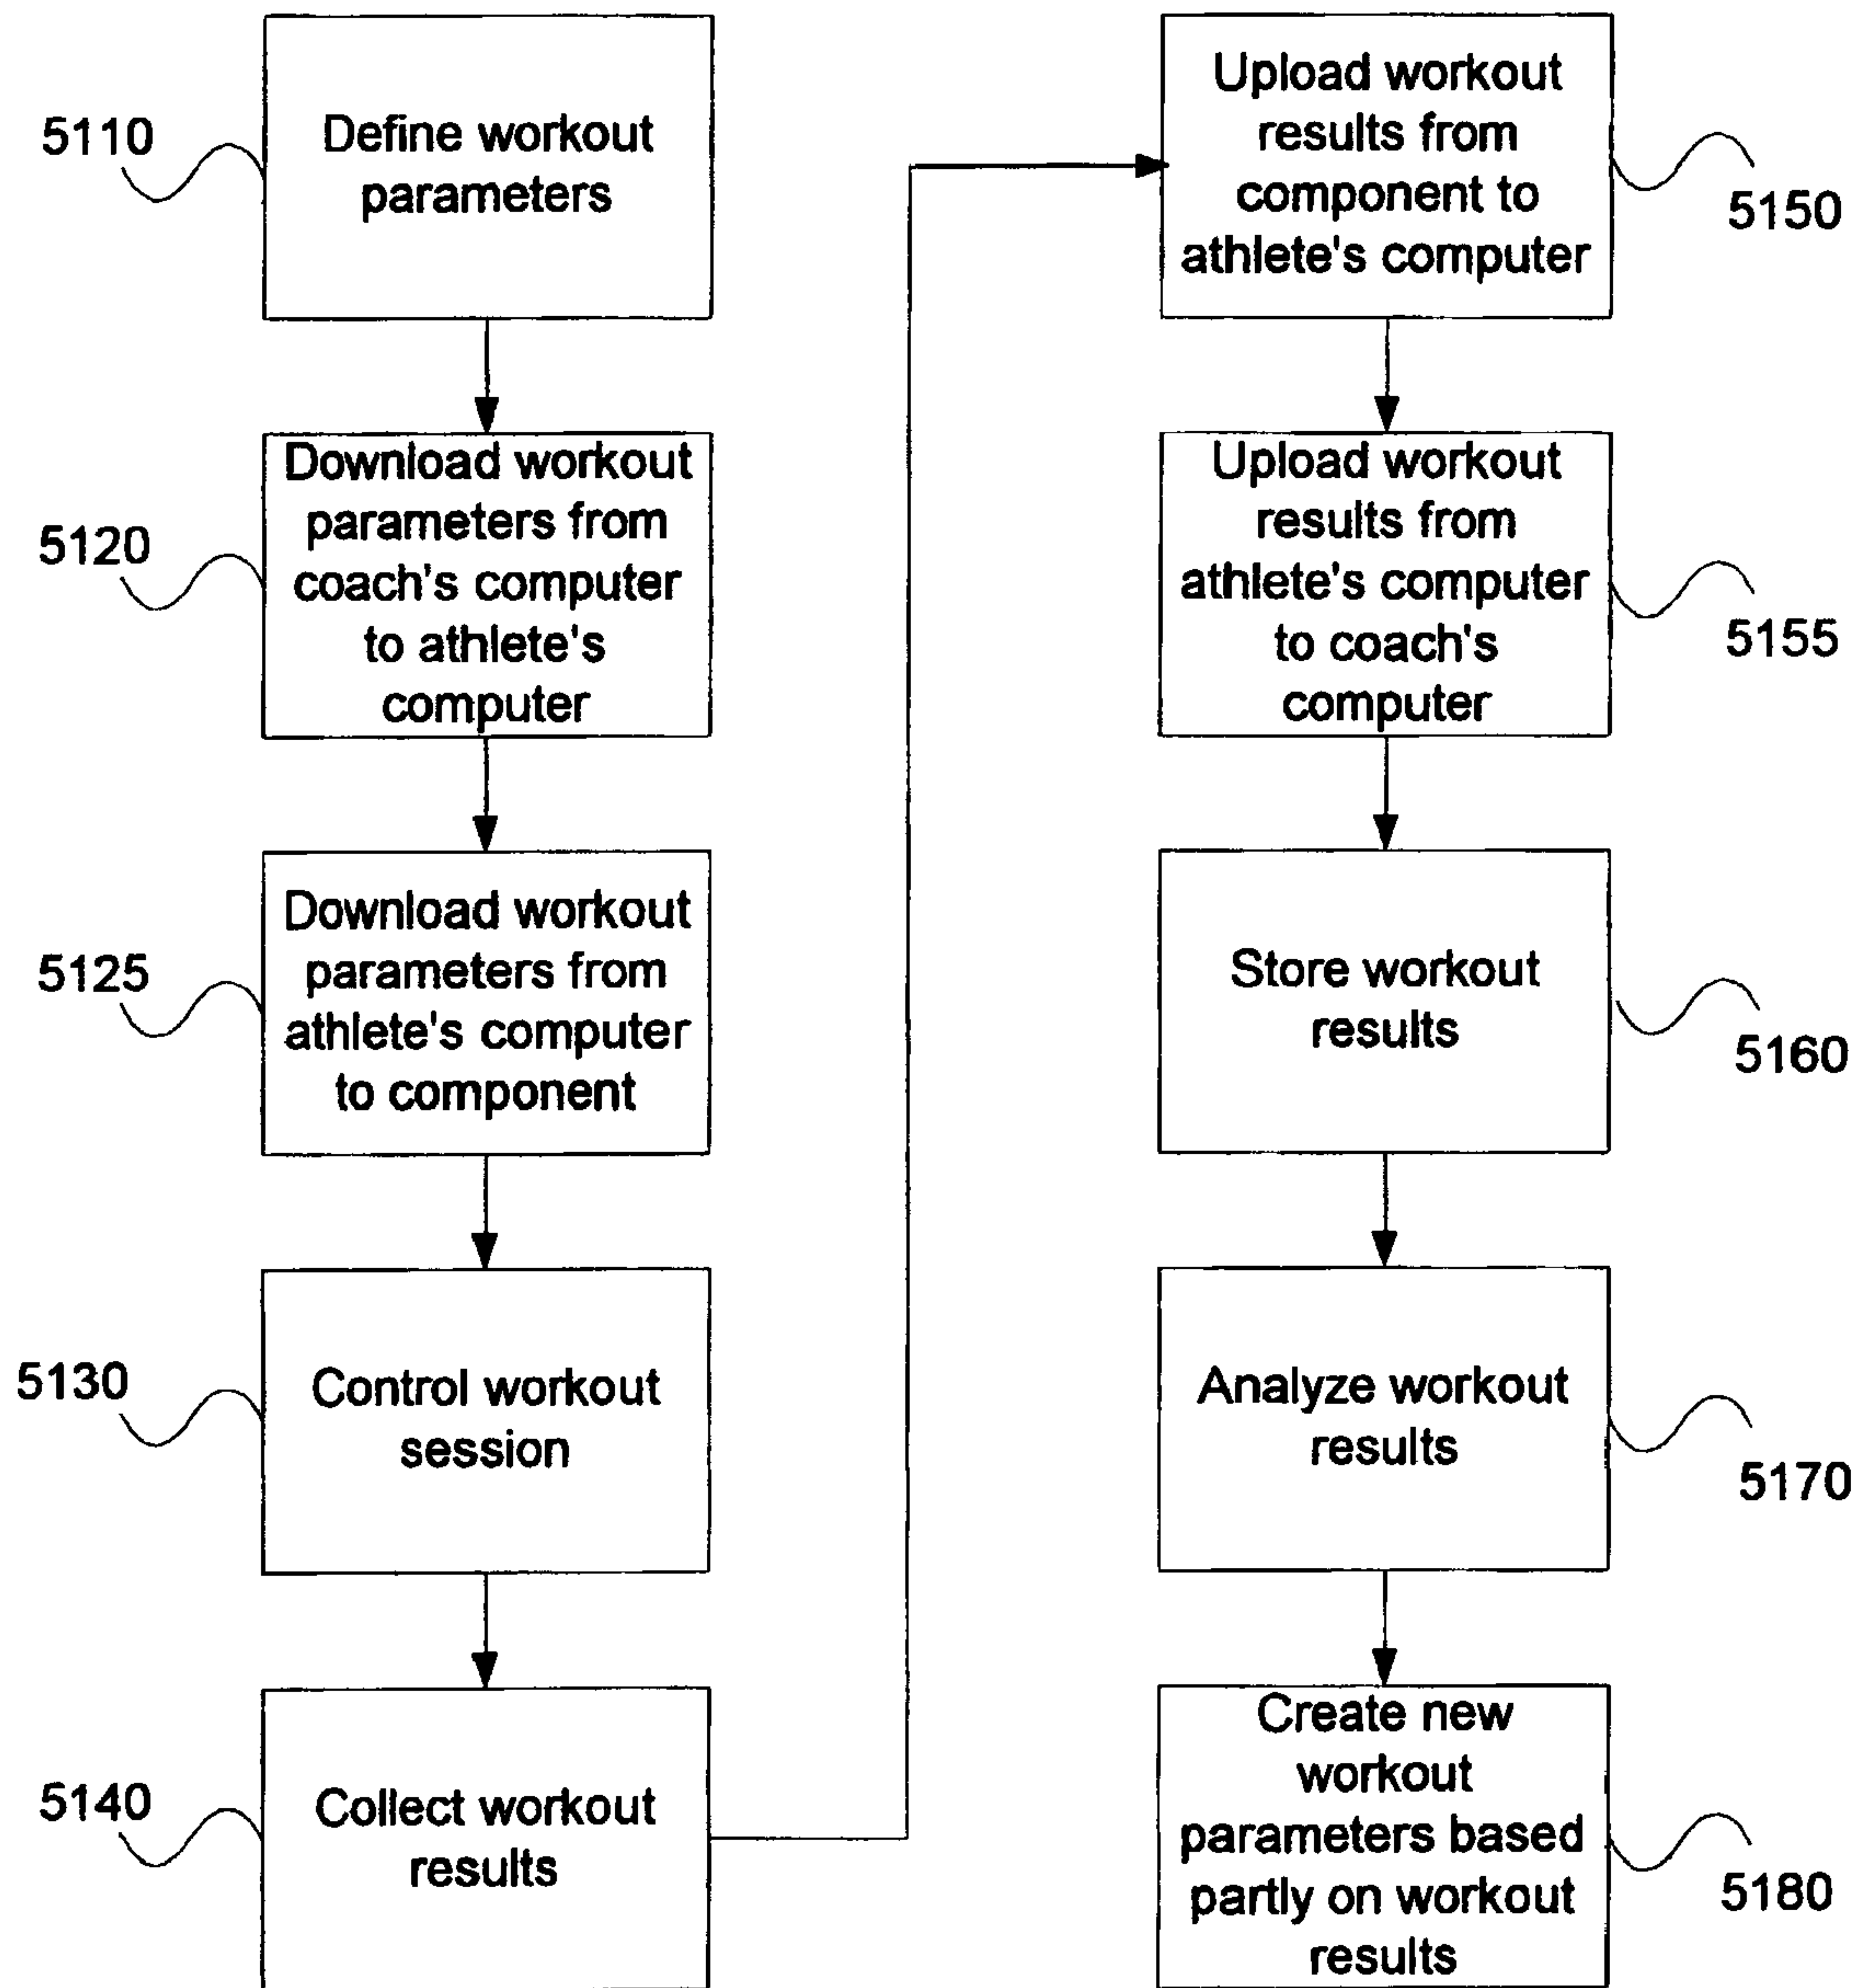 5110
Define workout
parameters
5120
Download workout
parameters from
coach's computer
to athlete's
computer
5125
Download workout
parameters from
athlete's computer
to component
5130
Control workout
session
5140
Collect workout
results
Upload workout
results from
component to
athlete's computer
5150
Upload workout
results from
athlete's computer
to coach's
computer
5155
Store workout
results
5160
Analyze workout
results
5170
Create new
workout
parameters based
partly on workout
results
5180